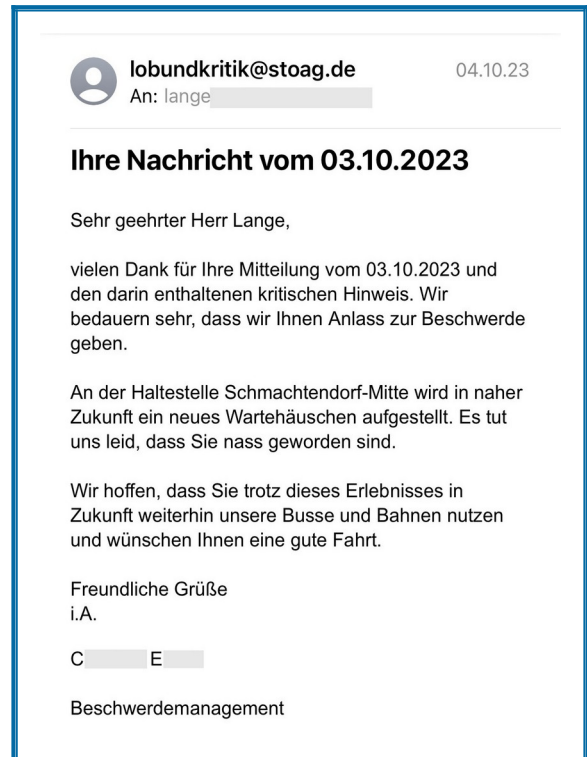 lobundkritik@stoag.de 04.10.23
An: lange
Ihre Nachricht vom 03.10.2023
Sehr geehrter Herr Lange,
vielen Dank für Ihre Mitteilung vom 03.10.2023 und
den darin enthaltenen kritischen Hinweis. Wir
bedauern sehr, dass wir Ihnen Anlass zur Beschwerde
geben.
An der Haltestelle Schmachtendorf-Mitte wird in naher
Zukunft ein neues Wartehäuschen aufgestellt. Es tut
uns leid, dass Sie nass geworden sind.
Wir hoffen, dass Sie trotz dieses Erlebnisses in
Zukunft weiterhin unsere Busse und Bahnen nutzen
und wünschen Ihnen eine gute Fahrt.
Freundliche Grüße
i.A.
C E
Beschwerdemanagement